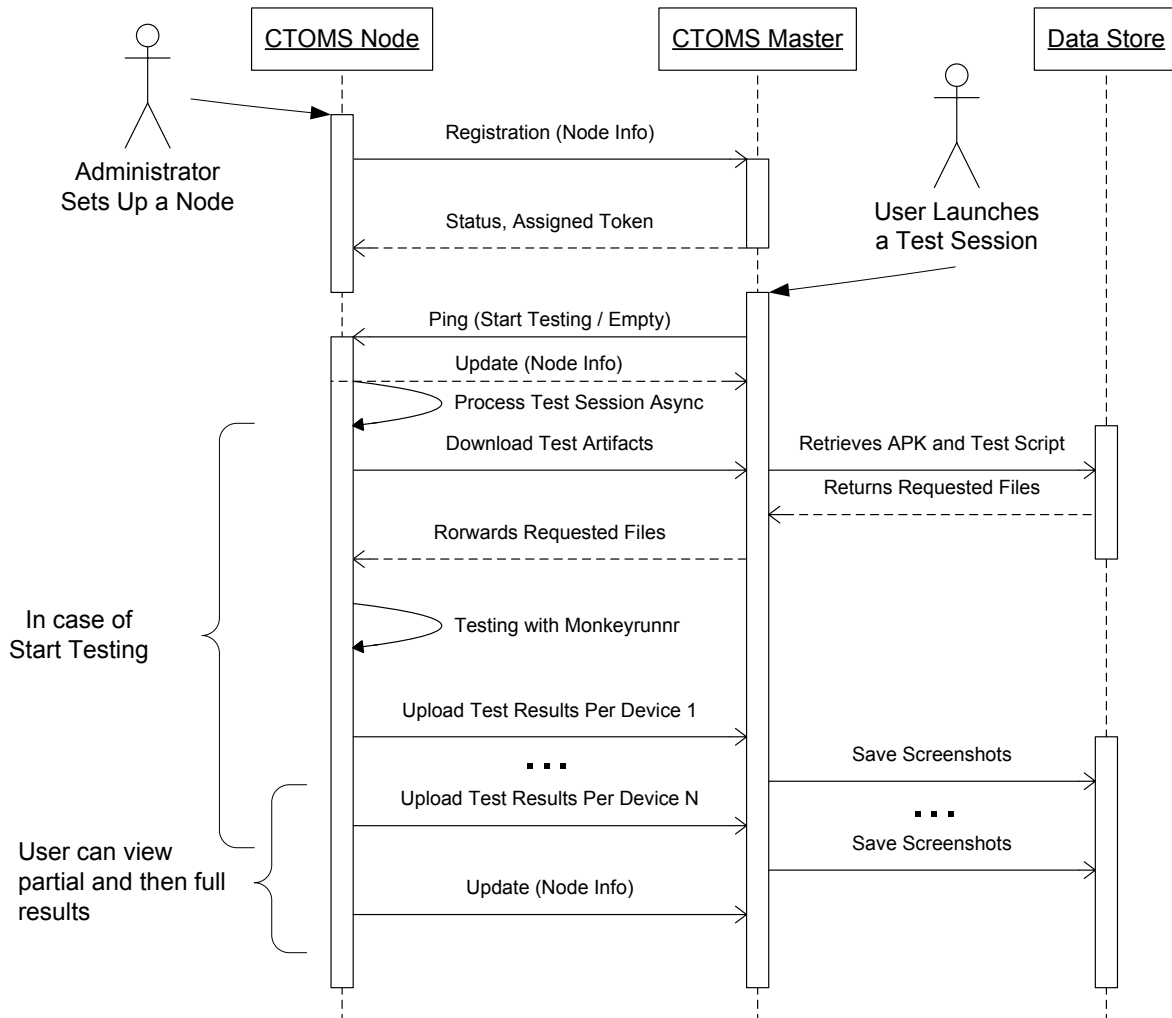 CTOMS Node
CTOMS Master
Data Store
Administrator
Sets Up a Node
Registration (Node Info)
Status, Assigned Token
User Launches
a Test Session
Ping (Start Testing / Empty)
Update (Node Info)
Process Test Session Async
Download Test Artifacts
Retrieves APK and Test Script
Returns Requested Files
Rorwards Requested Files
In case of
Start Testing
Testing with Monkeyrunnr
Upload Test Results Per Device 1
...
Save Screenshots
Upload Test Results Per Device N
...
Save Screenshots
User can view
partial and then full
results
Update (Node Info)